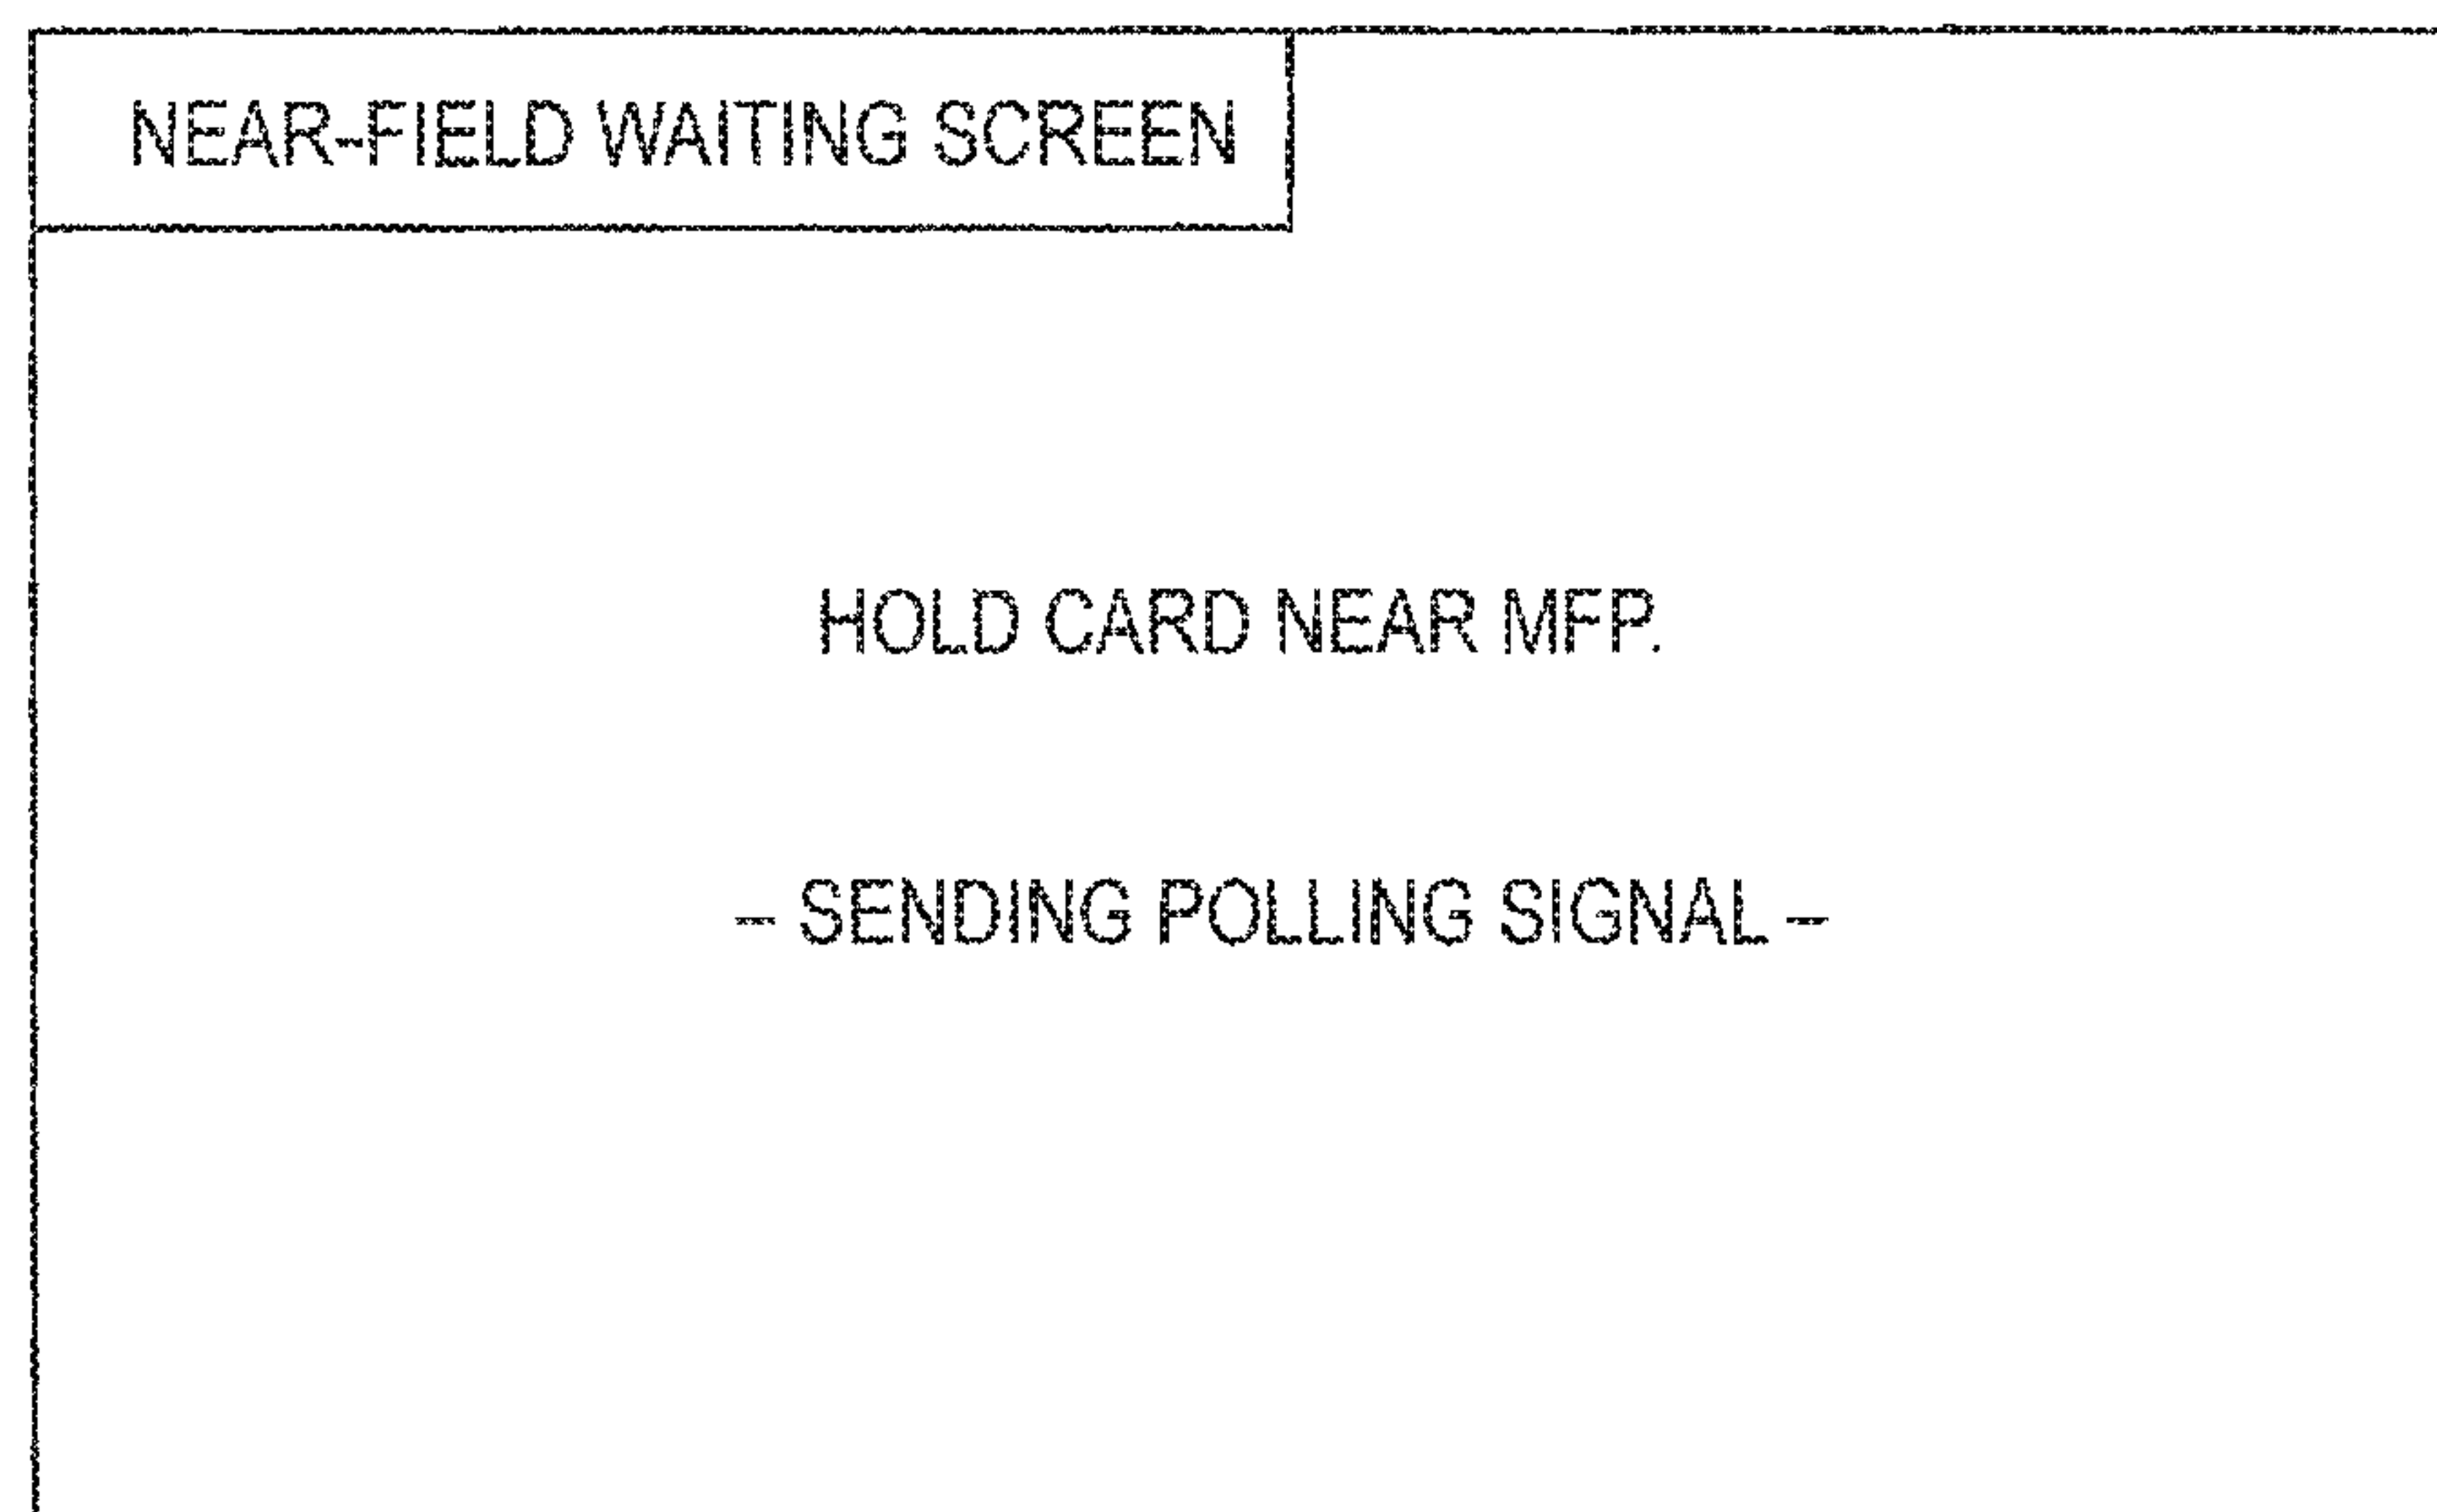 NEAR-FIELD WAITING SCREEN
HOLD CARD NEAR MFP.
– SENDING POLLING SIGNAL –